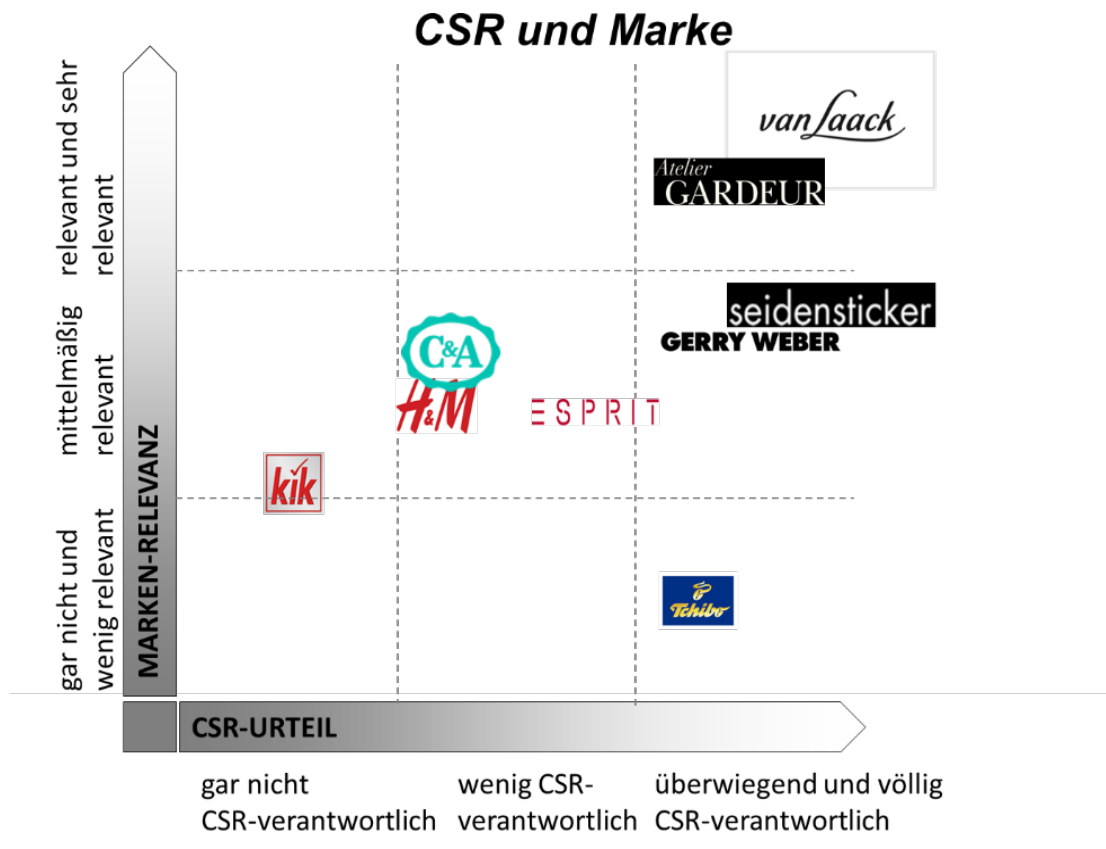 CSR und Marke
relevant und sehr
relevant
mittelmäßig
relevant
gar nicht und
wenig relevant
MARKEN-RELEVANZ
van Laack
Atelier
GARDEUR
seidensticker
GERRY WEBER
C&A
H&M
ESPRIT
kik
Tchibo
CSR-URTEIL
gar nicht
CSR-verantwortlich
wenig CSR-
verantwortlich
überwiegend und völlig
CSR-verantwortlich